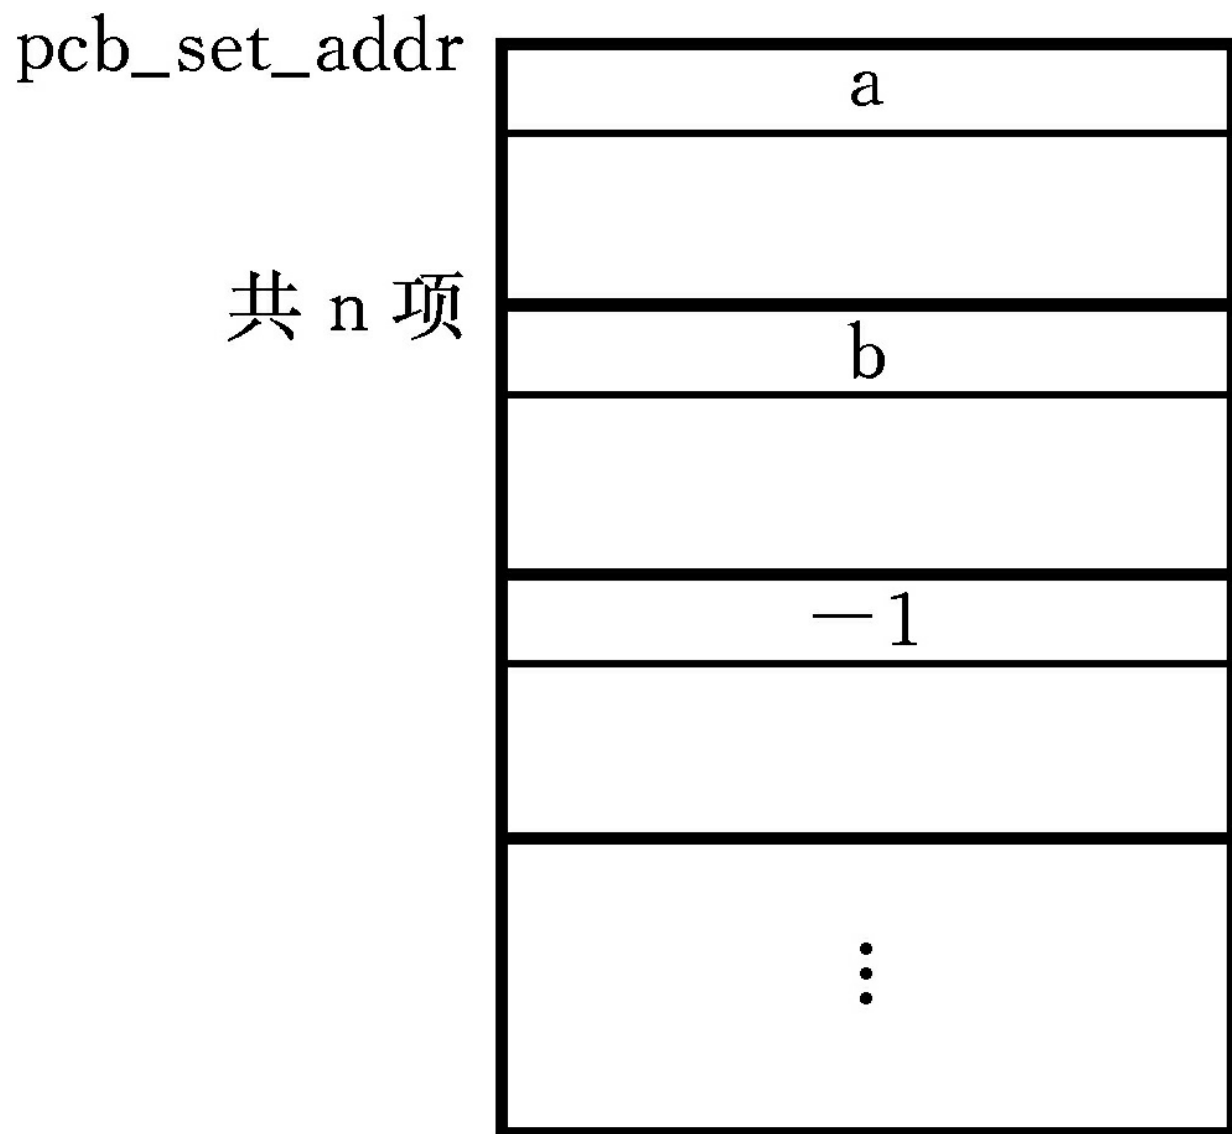 pcb_set_addr
a
共 n 项
b
—1
⋮